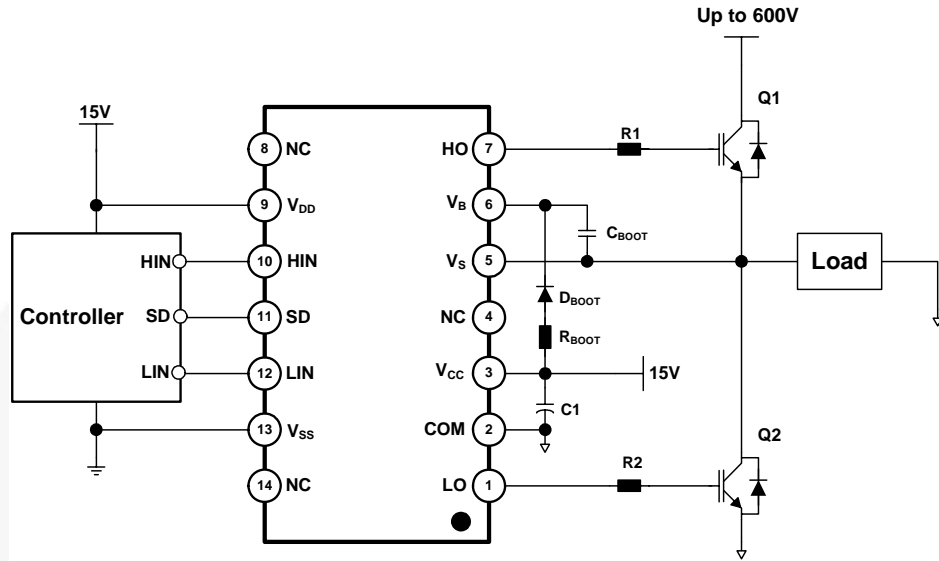 Up to 600V
Q1
15V
R1
8 NC HO 7
9 VDD VB 6
CBOOT
HIN 10 HIN VS 5
Load
Controller SD 11 SD NC 4
DBOOT
RBOOT
LIN 12 LIN VCC 3
15V
C1
13 VSS COM 2
Q2
R2
14 NC LO 1